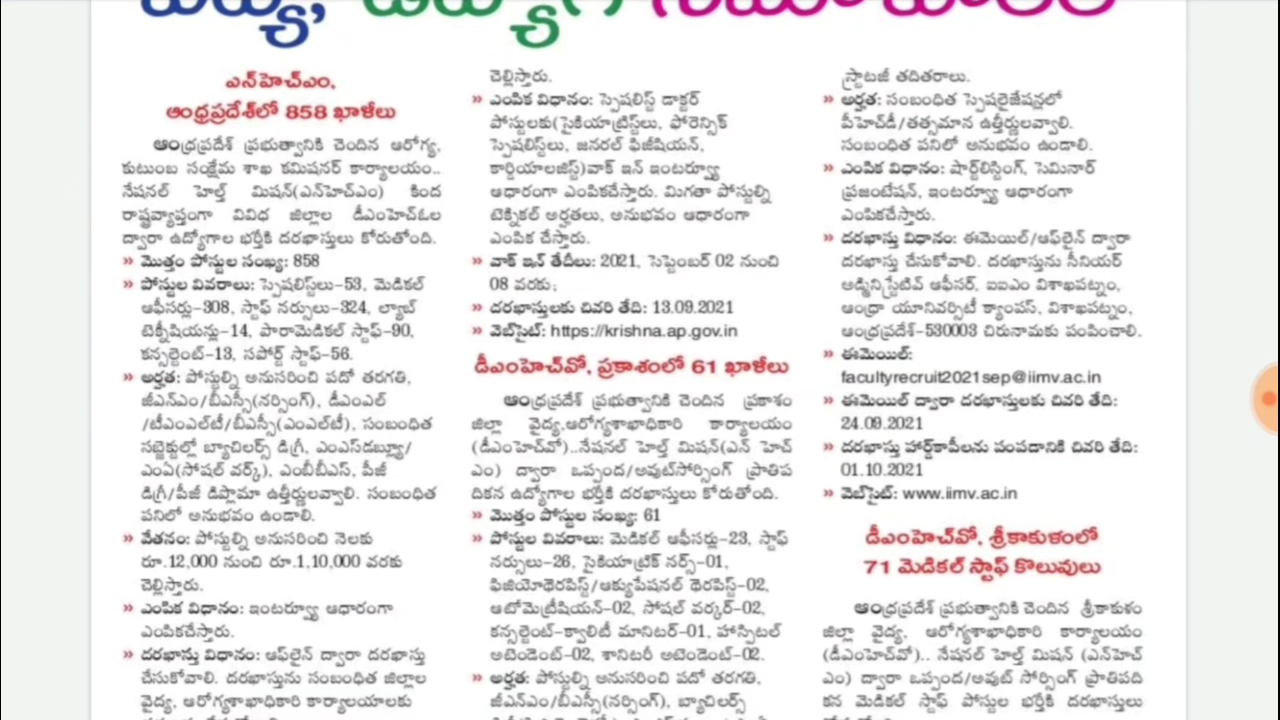 ఎన్‌హెచ్‌ఎం,
ఆంధ్రప్రదేశ్‌లో 858 ఖాళీలు
ఆంధ్రప్రదేశ్ ప్రభుత్వానికి చెందిన ఆరోగ్య,
కుటుంబ సంక్షేమ శాఖ కమిషనర్ కార్యాలయం..
నేషనల్ హెల్త్ మిషన్(ఎన్‌హెచ్‌ఎం) కింద
రాష్ట్రవ్యాప్తంగా వివిధ జిల్లాల డీఎంహెచ్‌ఓల
ద్వారా ఉద్యోగాల భర్తీకి దరఖాస్తులు కోరుతోంది.
» మొత్తం పోస్టుల సంఖ్య: 858
» పోస్టుల వివరాలు: స్పెషలిస్ట్‌లు-53, మెడికల్
ఆఫీసర్లు-308, స్టాఫ్ నర్సులు-324, ల్యాబ్
టెక్నీషియన్లు-14, పారామెడికల్ స్టాఫ్-90,
కన్సల్టెంట్-13, సపోర్ట్ స్టాఫ్-56.
» అర్హత: పోస్టుల్ని అనుసరించి పదో తరగతి,
జీఎన్‌ఎం/బీఎస్సీ(నర్సింగ్), డీఎంఎల్
/టీఎంఎల్‌టీ/బీఎస్సీ(ఎంఎల్‌టీ), సంబంధిత
సబ్జెక్టుల్లో బ్యాచిలర్స్ డిగ్రీ, ఎంఎస్‌డబ్ల్యూ/
ఎంఏ(సోషల్ వర్క్), ఎంబీబీఎస్, పీజీ
డిగ్రీ/పీజీ డిప్లొమా ఉత్తీర్ణులవ్వాలి. సంబంధిత
పనిలో అనుభవం ఉండాలి.
» వేతనం: పోస్టుల్ని అనుసరించి నెలకు
రూ.12,000 నుంచి రూ.1,10,000 వరకు
చెల్లిస్తారు.
» ఎంపిక విధానం: ఇంటర్వ్యూ ఆధారంగా
ఎంపికచేస్తారు.
» దరఖాస్తు విధానం: ఆఫ్‌లైన్ ద్వారా దరఖాస్తు
చేసుకోవాలి. దరఖాస్తును సంబంధిత జిల్లాల
వైద్య, ఆరోగ్యశాఖాధికారి కార్యాలయాలకు
చెల్లిస్తారు.
» ఎంపిక విధానం: స్పెషలిస్ట్ డాక్టర్
పోస్టులకు(సైకియాట్రిస్ట్‌లు, ఫోరెన్సిక్
స్పెషలిస్ట్‌లు, జనరల్ ఫిజీషియన్,
కార్డియాలజిస్ట్)వాక్ ఇన్ ఇంటర్వ్యూ
ఆధారంగా ఎంపికచేస్తారు. మిగతా పోస్టుల్ని
టెక్నికల్ అర్హతలు, అనుభవం ఆధారంగా
ఎంపిక చేస్తారు.
» వాక్ ఇన్ తేదీలు: 2021, సెప్టెంబర్ 02 నుంచి
08 వరకు;
» దరఖాస్తులకు చివరి తేది: 13.09.2021
» వెబ్‌సైట్: https://krishna.ap.gov.in
డీఎంహెచ్‌వో, ప్రకాశంలో 61 ఖాళీలు
ఆంధ్రప్రదేశ్ ప్రభుత్వానికి చెందిన ప్రకాశం
జిల్లా వైద్య,ఆరోగ్యశాఖాధికారి కార్యాలయం
(డీఎంహెచ్‌వో)..నేషనల్ హెల్త్ మిషన్(ఎన్ హెచ్
ఎం) ద్వారా ఒప్పంద/అవుట్‌సోర్సింగ్ ప్రాతిప
దికన ఉద్యోగాల భర్తీకి దరఖాస్తులు కోరుతోంది.
» మొత్తం పోస్టుల సంఖ్య: 61
» పోస్టుల వివరాలు: మెడికల్ ఆఫీసర్లు-23, స్టాఫ్
నర్సులు-26, సైకియాట్రిక్ నర్స్-01,
ఫిజియోథెరపిస్ట్/ఆక్యుపేషనల్ థెరపిస్ట్-02,
ఆటోమెట్రీషియన్-02, సోషల్ వర్కర్-02,
కన్సల్టెంట్-క్వాలిటీ మానిటర్-01, హాస్పిటల్
అటెండెంట్-02, శానిటరీ అటెండెంట్-02.
» అర్హత: పోస్టుల్ని అనుసరించి పదో తరగతి,
జీఎన్‌ఎం/బీఎస్సీ(నర్సింగ్), బ్యాచిలర్స్
స్ట్రాటజీ తదితరాలు.
» అర్హత: సంబంధిత స్పెషలైజేషన్లలో
పీహెచ్‌డీ/తత్సమాన ఉత్తీర్ణులవ్వాలి.
సంబంధిత పనిలో అనుభవం ఉండాలి.
» ఎంపిక విధానం: షార్ట్‌లిస్టింగ్, సెమినార్
ప్రజంటేషన్, ఇంటర్వ్యూ ఆధారంగా
ఎంపికచేస్తారు.
» దరఖాస్తు విధానం: ఈమెయిల్/ఆఫ్‌లైన్ ద్వారా
దరఖాస్తు చేసుకోవాలి. దరఖాస్తును సీనియర్
అడ్మినిస్ట్రేటివ్ ఆఫీసర్, ఐఐఎం విశాఖపట్నం,
ఆంధ్రా యూనివర్సిటీ క్యాంపస్, విశాఖపట్నం,
ఆంధ్రప్రదేశ్-530003 చిరునామకు పంపించాలి.
» ఈమెయిల్:
facultyrecruit2021sep@iimv.ac.in
» ఈమెయిల్ ద్వారా దరఖాస్తులకు చివరి తేది:
24.09.2021
» దరఖాస్తు హార్డ్‌కాపీలను పంపడానికి చివరి తేది:
01.10.2021
» వెబ్‌సైట్: www.iimv.ac.in
డీఎంహెచ్‌వో, శ్రీకాకుళంలో
71 మెడికల్ స్టాఫ్ కొలువులు
ఆంధ్రప్రదేశ్ ప్రభుత్వానికి చెందిన శ్రీకాకుళం
జిల్లా వైద్య, ఆరోగ్యశాఖాధికారి కార్యాలయం
(డీఎంహెచ్‌వో).. నేషనల్ హెల్త్ మిషన్ (ఎన్‌హెచ్
ఎం) ద్వారా ఒప్పంద/అవుట్ సోర్సింగ్ ప్రాతిపది
కన మెడికల్ స్టాఫ్ పోస్టుల భర్తీకి దరఖాస్తులు